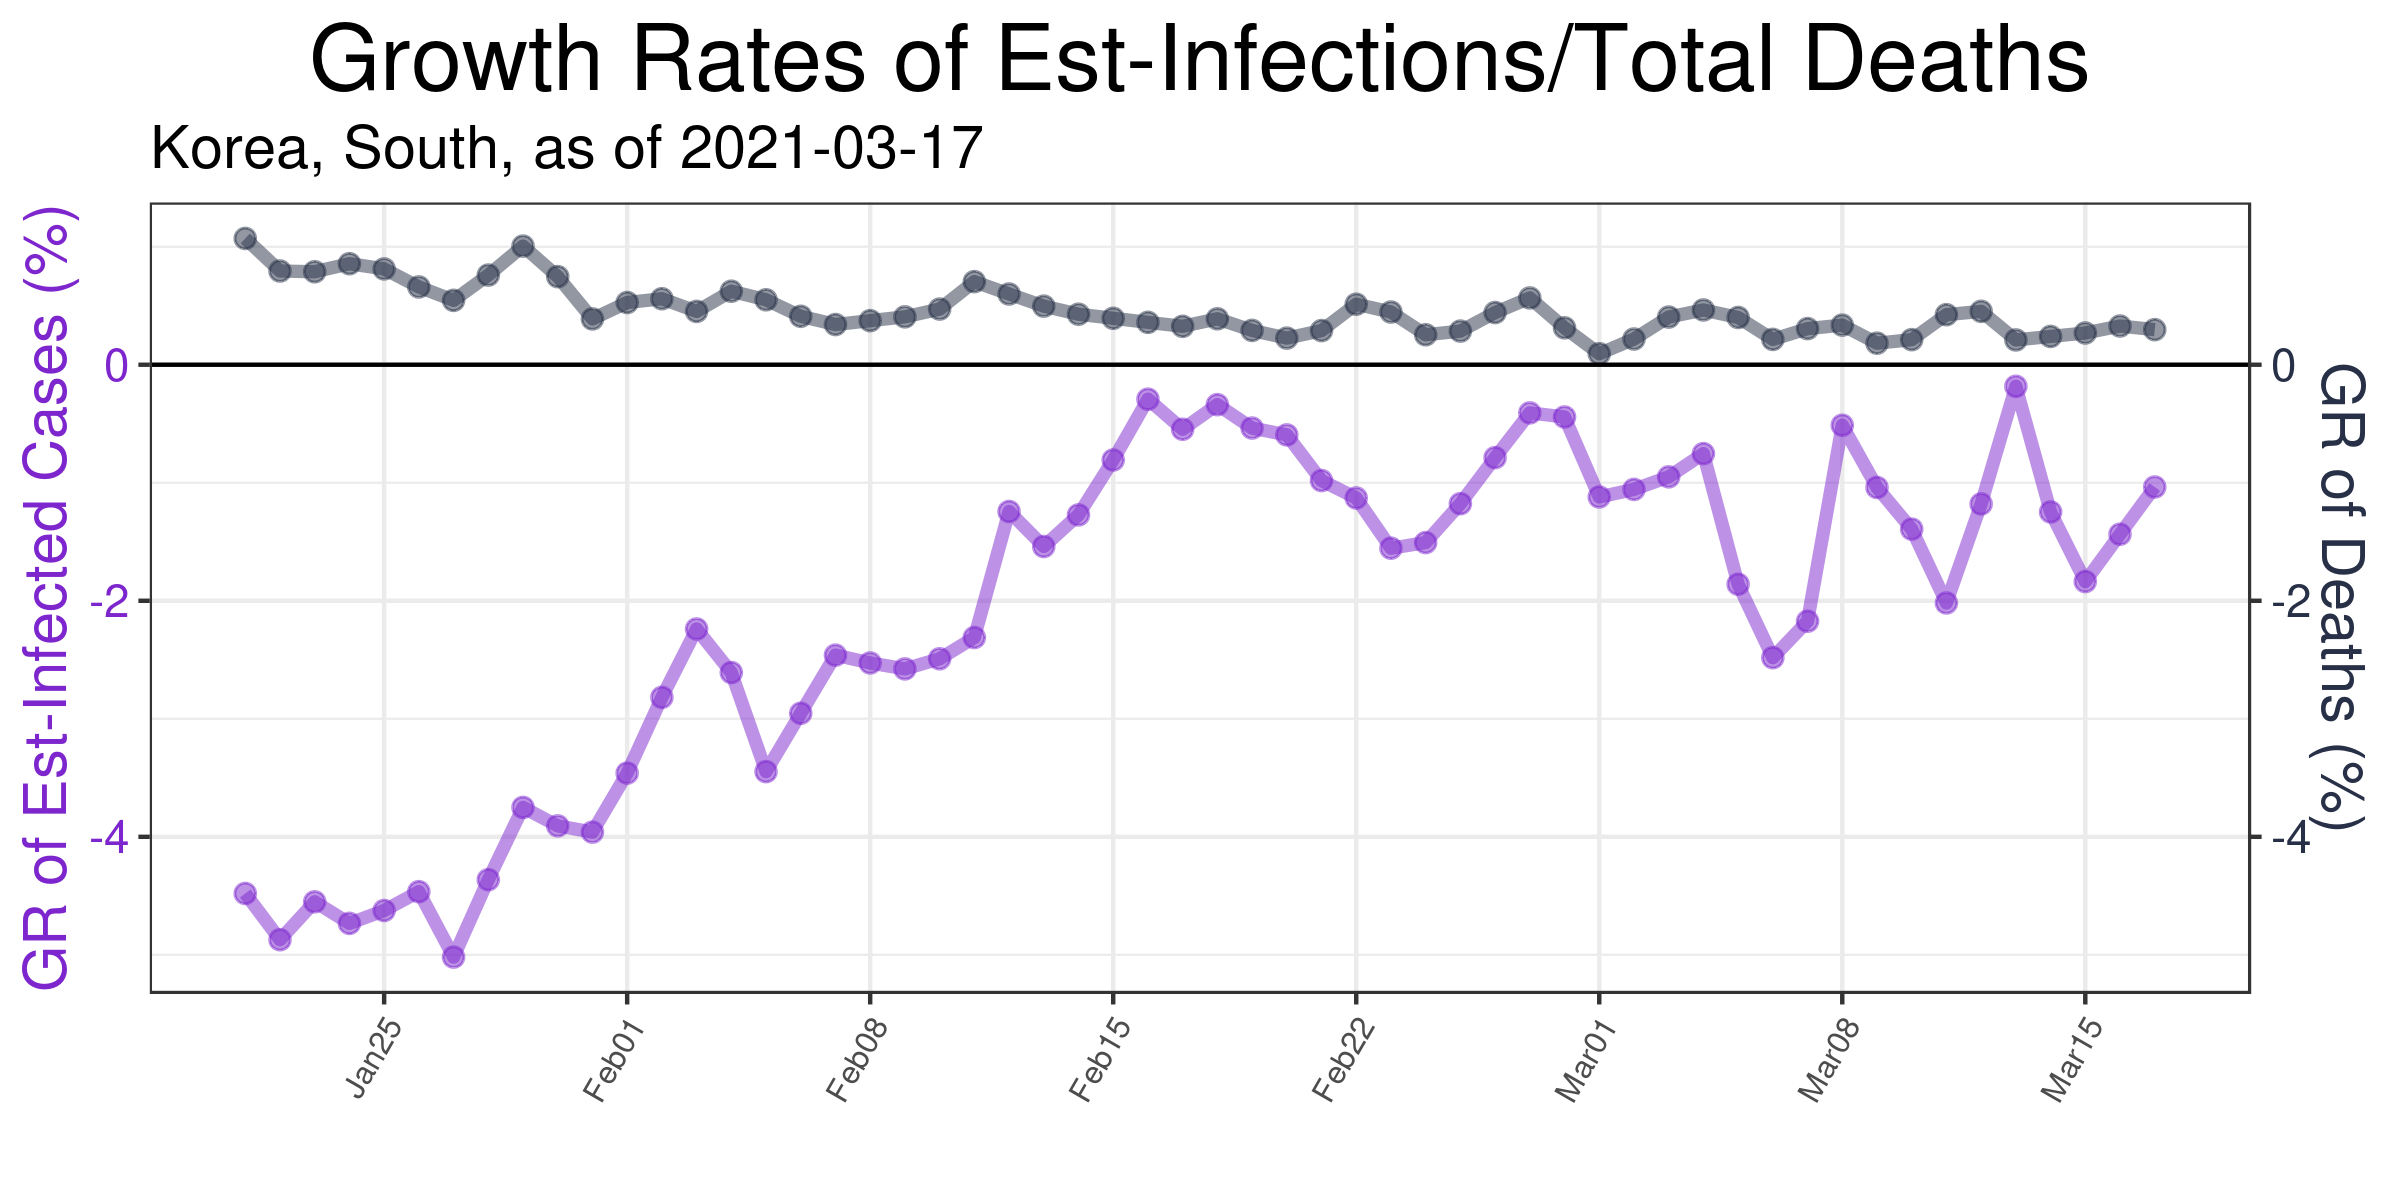 Growth Rates of Est-Infections/Total Deaths
Korea, South, as of 2021-03-17
GR of Est-Infected Cases (%)
0
-2
-4
0
-2
-4
GR of Deaths (%)
Jan25
Feb01
Feb08
Feb15
Feb22
Mar01
Mar08
Mar15